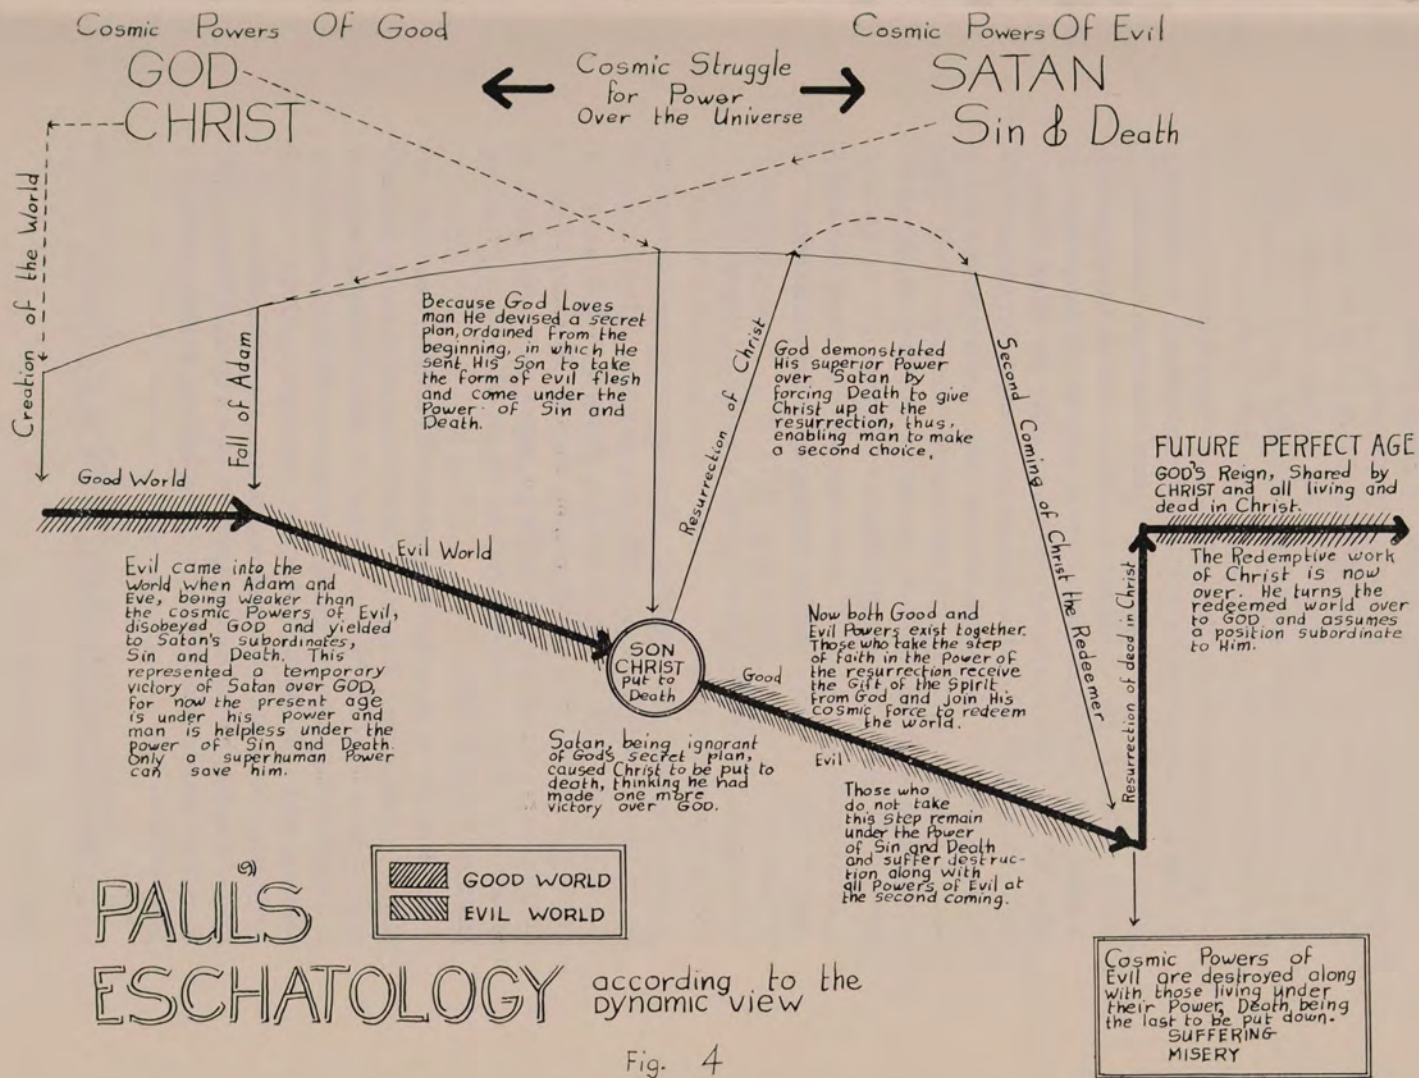 Cosmic Powers Of Good
GOD
CHRIST
Cosmic Struggle
for Power
Over the Universe
Cosmic Powers Of Evil
SATAN
Sin & Death
Creation of the World
Fall of Adam
Because God Loves
man He devised a secret
plan, ordained from the
beginning, in which He
sent His Son to take
the form of evil flesh
and come under the
Power of Sin and
Death.
Resurrection of Christ
God demonstrated
His superior Power
over Satan by
forcing Death to give
Christ up at the
resurrection, thus,
enabling man to make
a second choice,
Second Coming of Christ the Redeemer
Good World
Evil came into the
World when Adam and
Eve, being weaker than
the cosmic Powers of Evil,
disobeyed GOD and yielded
to Satan's subordinates,
Sin and Death. This
represented a temporary
victory of Satan over GOD,
for now the present age
is under his power and
man is helpless under the
power of Sin and Death.
Only a superhuman Power
can save him.
Evil World
SON
CHRIST
put to
Death
Satan, being ignorant
of God's secret plan,
caused Christ to be put to
death, thinking he had
made one more
victory over GOD.
Good
Evil
Now both Good and
Evil Powers exist together.
Those who take the step
of faith in the Power of
the resurrection receive
the Gift of the Spirit
from God and join His
cosmic force to redeem
the world.
Those who
do not take
this step remain
under the Power
of Sin and Death
and suffer destruc-
tion along with
all Powers of Evil at
the second coming.
Resurrection of dead in Christ
FUTURE PERFECT AGE
GOD'S Reign, Shared by
CHRIST and all living and
dead in Christ.
The Redemptive work
of Christ is now
over. He turns the
redeemed world over
to GOD and assumes
a position subordinate
to Him.
Cosmic Powers of
Evil are destroyed along
with those living under
their Power, Death being
the last to be put down.
SUFFERING
MISERY
GOOD WORLD
EVIL WORLD
(9)
PAUL'S
ESCHATOLOGY according to the
dynamic view
Fig. 4